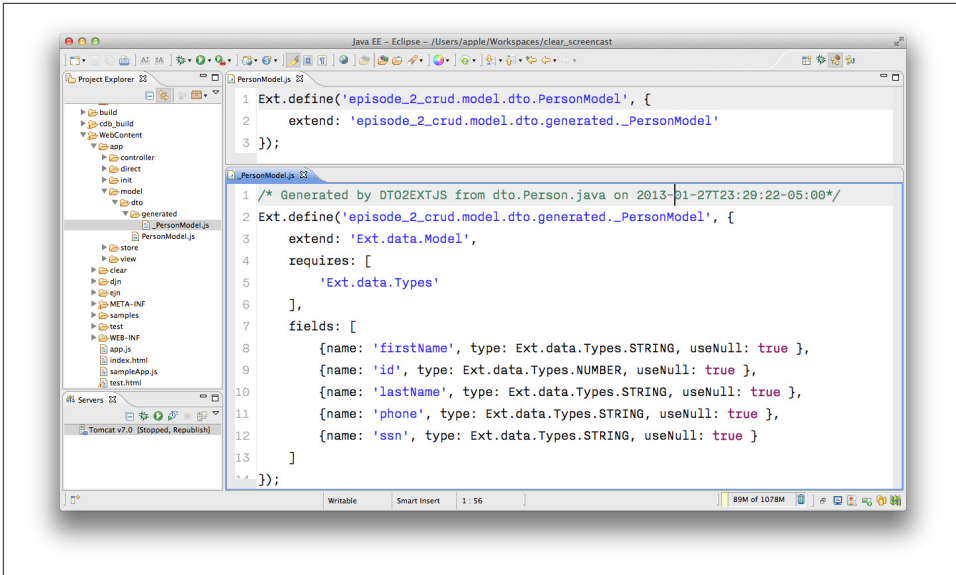 Java EE - Eclipse - /Users/apple/Workspaces/clear_screencast
Project Explorer
build
cdb_build
WebContent
app
controller
direct
init
model
dto
generated
_PersonModel.js
PersonModel.js
store
view
clear
djn
ejn
META-INF
samples
test
WEB-INF
app.js
index.html
sampleApp.js
test.html
Servers
Tomcat v7.0 [Stopped, Republish]
PersonModel.js
1 Ext.define('episode_2_crud.model.dto.PersonModel', {
2 extend: 'episode_2_crud.model.dto.generated._PersonModel'
3 });
_PersonModel.js
1 /* Generated by DTO2EXTJS from dto.Person.java on 2013-01-27T23:29:22-05:00*/
2 Ext.define('episode_2_crud.model.dto.generated._PersonModel', {
3 extend: 'Ext.data.Model',
4 requires: [
5 'Ext.data.Types'
6 ],
7 fields: [
8 {name: 'firstName', type: Ext.data.Types.STRING, useNull: true },
9 {name: 'id', type: Ext.data.Types.NUMBER, useNull: true },
10 {name: 'lastName', type: Ext.data.Types.STRING, useNull: true },
11 {name: 'phone', type: Ext.data.Types.STRING, useNull: true },
12 {name: 'ssn', type: Ext.data.Types.STRING, useNull: true }
13 ]
14 });
Writable Smart Insert 1 : 56 89M of 1078M